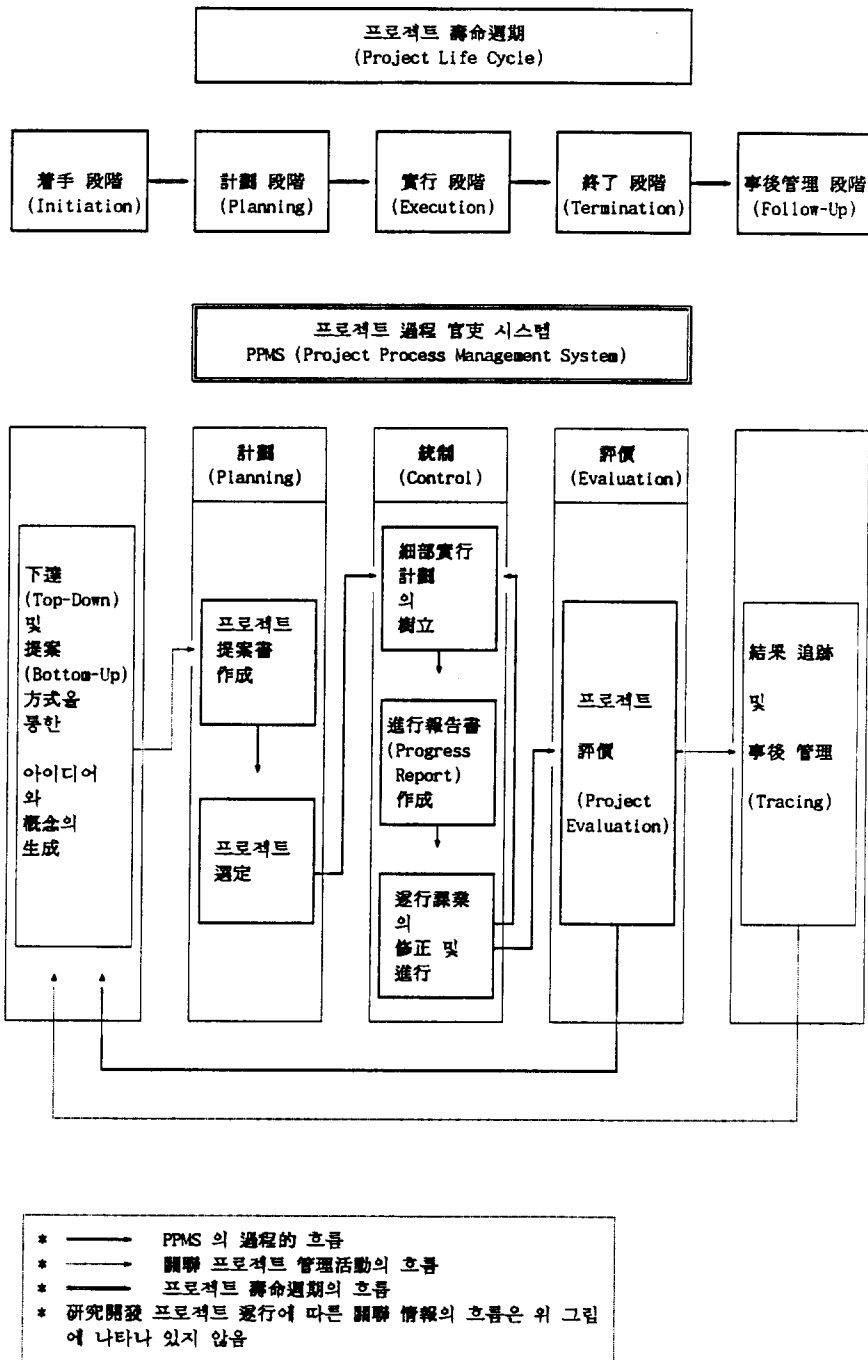 프로젝트 壽命週期
(Project Life Cycle)
着手 段階
(Initiation)
計劃 段階
(Planning)
實行 段階
(Execution)
終了 段階
(Termination)
事後管理 段階
(Follow-Up)
프로젝트 過程 官吏 시스템
PPMS (Project Process Management System)
計劃
(Planning)
統制
(Control)
評價
(Evaluation)
下達
(Top-Down)
및
提案
(Bottom-Up)
方式을
통한
아이디어
와
槪念의
生成
프로젝트
提案書
作成
프로젝트
選定
細部實行
計劃
의
樹立
進行報告書
(Progress
Report)
作成
遂行課業
의
修正 및
進行
프로젝트
評價
(Project
Evaluation)
結果 追跡
및
事後 管理
(Tracing)
* PPMS 의 過程的 흐름
* 關聯 프로젝트 管理活動의 흐름
* 프로젝트 壽命週期의 흐름
* 研究開發 프로젝트 遂行에 따른 關聯 情報의 흐름은 위 그림
에 나타나 있지 않음